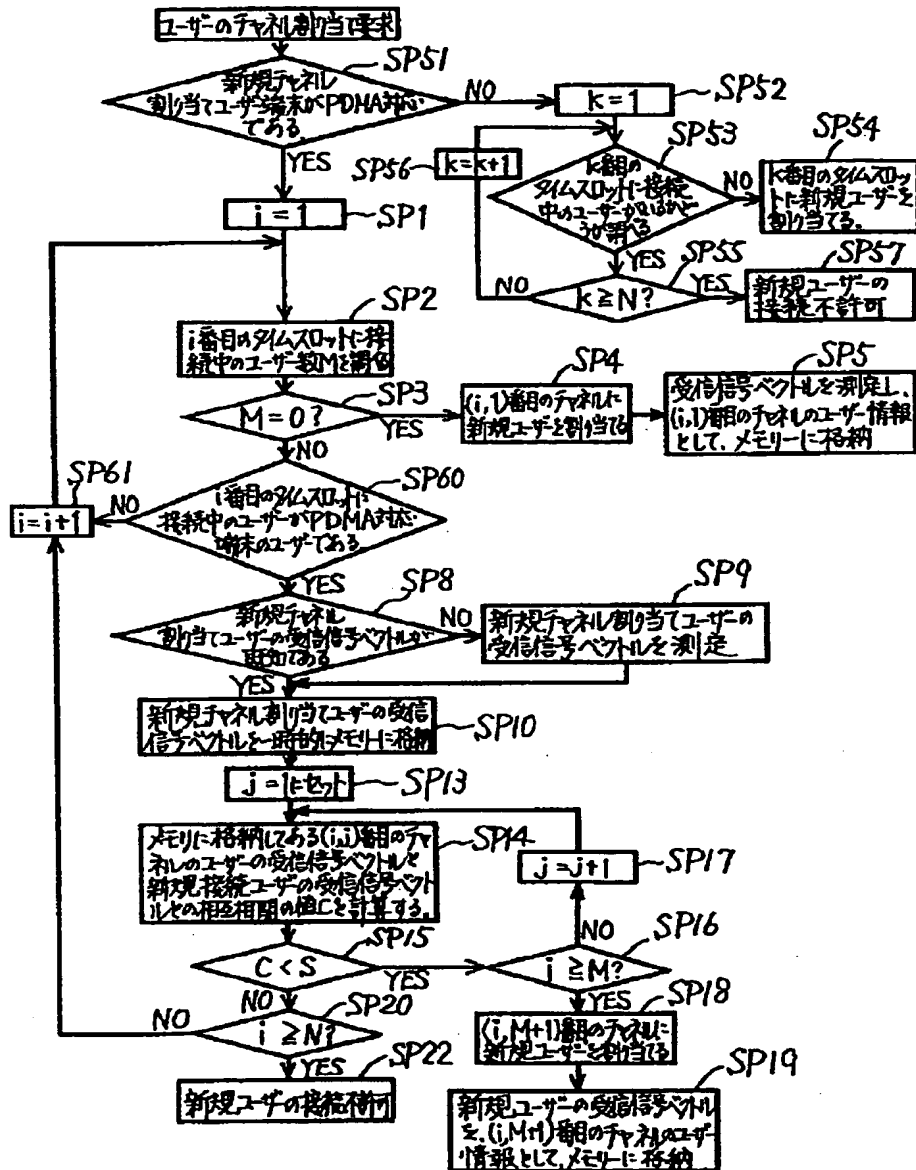 ユーザーのチャネル割り当て要求
SP51
新規チャネル
割り当てユーザ端末がPDMA対応
である
NO
YES
k=1
SP52
SP53
SP56
k=k+1
k番目の
タイムスロットに接続
中のユーザーがいるかど
うか調べる
NO
YES
SP54
k番目のタイムスロッ
トに新規ユーザーを
割り当てる。
SP55
k≧N?
NO
YES
SP57
新規ユーザーの
接続不許可
i=1
SP1
SP2
i番目のタイムスロットに接
続中のユーザー数Mを調査
SP3
M=0?
YES
NO
SP4
(i,1)番目のチャネルに
新規ユーザを割り当てる
SP5
受信信号ベクトルを測定し、
(i,1)番目のチャネルのユーザー情報
として、メモリーに格納
SP61
i=i+1
NO
SP60
i番目のタイムスロットに
接続中のユーザーがPDMA対応
端末のユーザーである
YES
SP8
新規チャネル
割り当てユーザーの受信信号ベクトルが
既知である
NO
YES
SP9
新規チャネル割り当てユーザーの
受信信号ベクトルを測定
SP10
新規チャネル割り当てユーザーの受信
信号ベクトルを一時的にメモリーに格納
j=1にセット
SP13
SP14
メモリに格納してある(i,j)番目のチャ
ネルのユーザーの受信信号ベクトルと
新規接続ユーザーの受信信号ベク
トルとの相互相関の値Cを計算する。
SP17
j=j+1
NO
SP15
C<S
YES
NO
SP16
j≧M?
YES
SP18
(i,M+1)番目のチャネルに
新規ユーザーを割り当てる
SP20
i≧N?
NO
YES
SP22
新規ユーザーの接続不許可
SP19
新規ユーザーの受信信号ベクトル
を、(i,M+1)番目のチャネルのユーザー
情報として、メモリーに格納